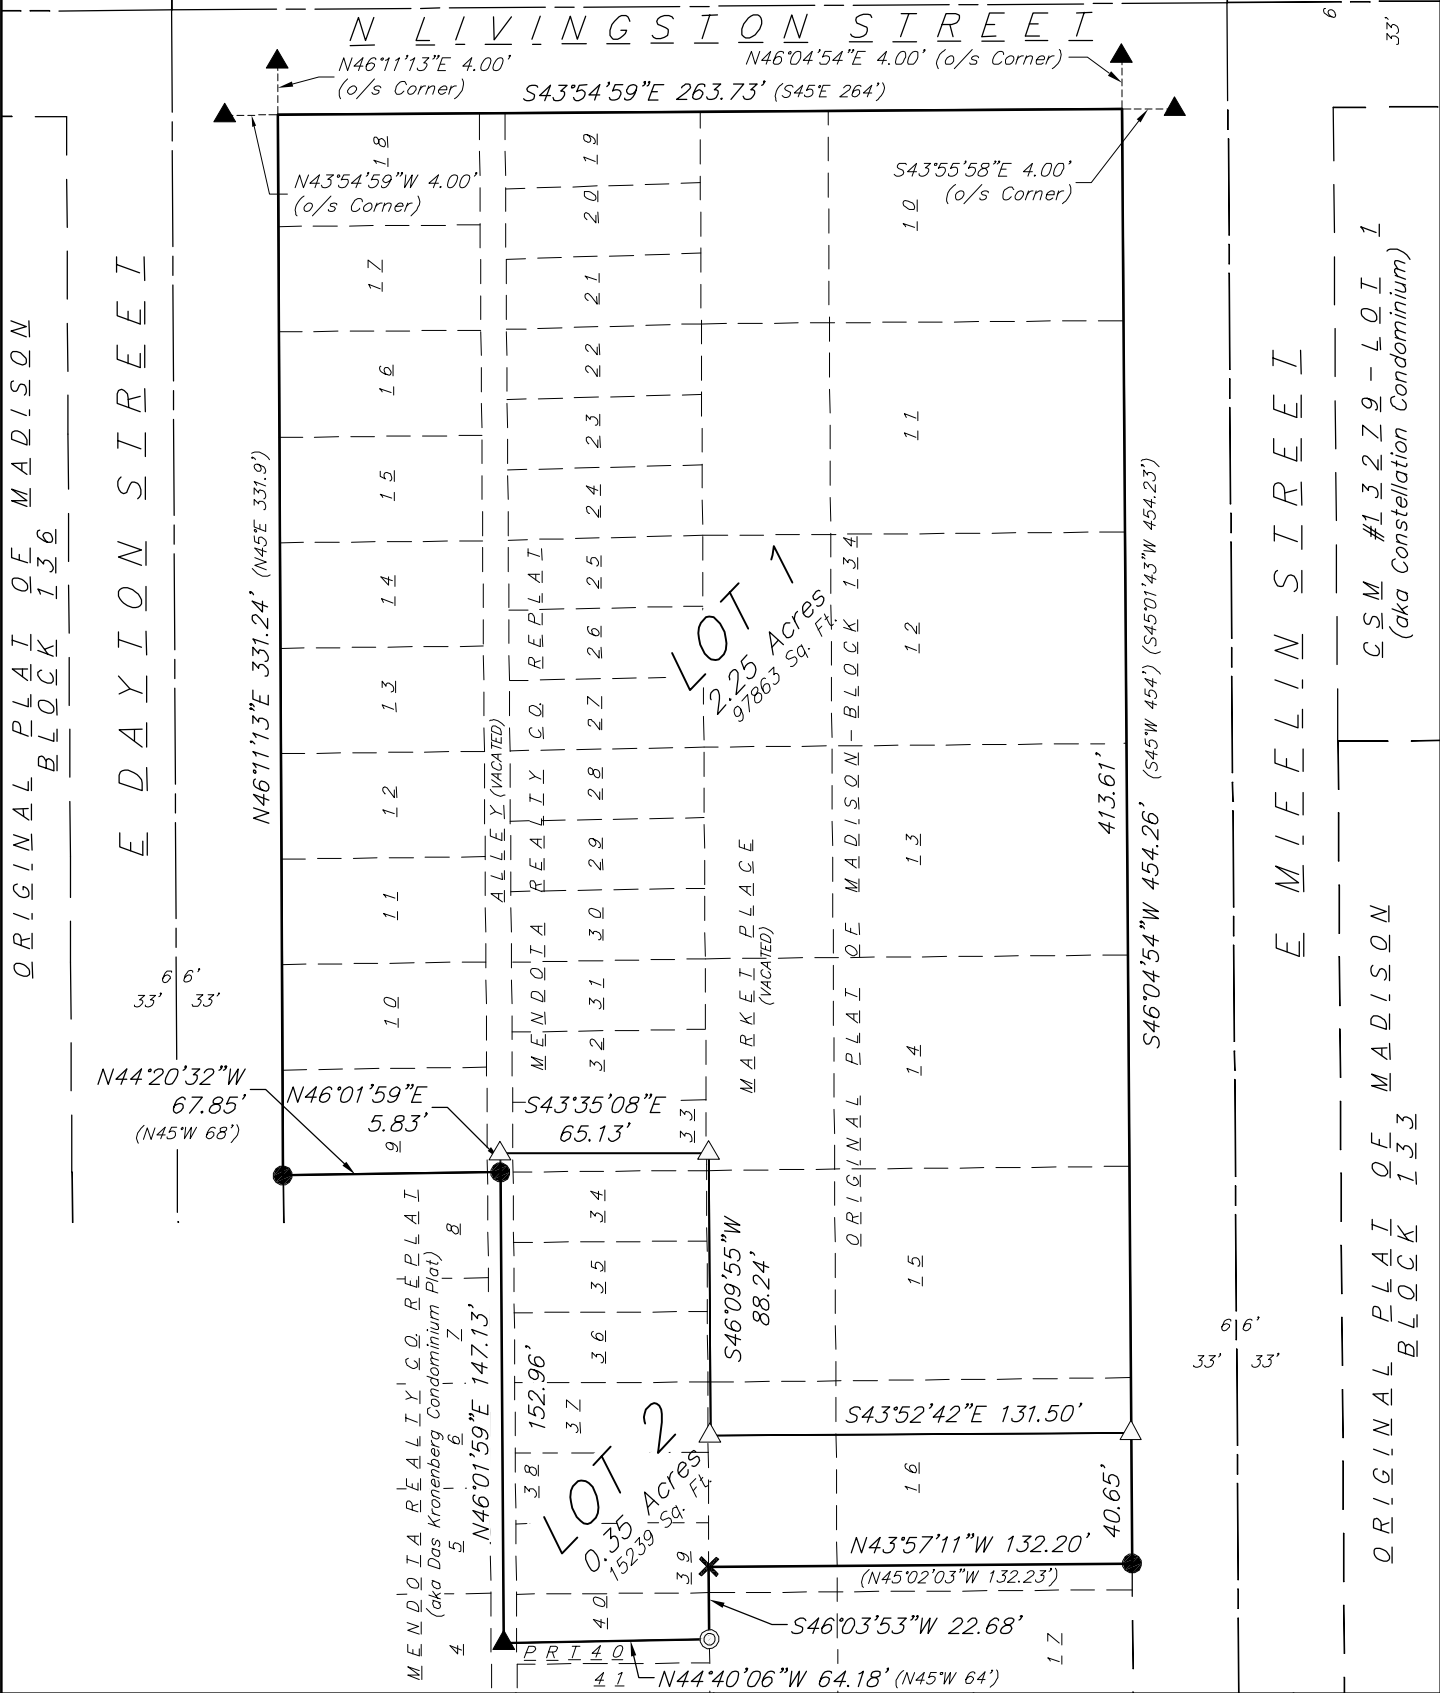 N LIVINGSTON STREET
6
33'
N46°11'13"E 4.00'
(o/s Corner)
N46°04'54"E 4.00' (o/s Corner)
S43°54'59"E 263.73' (S45°E 264')
N43°54'59"W 4.00'
(o/s Corner)
S43°55'58"E 4.00'
(o/s Corner)
ORIGINAL PLAT OF MADISON
BLOCK 136
E DAYTON STREET
66'
33' 33'
N46°11'13"E 331.24' (N45°E 331.9')
18
17
16
15
14
13
12
11
10
9
ALLEY (VACATED)
MENDOTA REALTY CO. REPLAT
19
20
21
22
23
24
25
26
27
28
29
30
31
32
33
LOT 1
2.25 Acres
97863 Sq. Ft.
MARKET PLACE
(VACATED)
ORIGINAL PLAT OF MADISON-BLOCK 134
10
11
12
13
14
15
16
17
413.61'
S46°04'54"W 454.26' (S45°W 454') (S45°01'43"W 454.23')
E MIFFLIN STREET
66'
33' 33'
CSM #13279-LOT 1
(aka Constellation Condominium)
ORIGINAL PLAT OF MADISON
BLOCK 133
N44°20'32"W
67.85'
(N45°W 68')
N46°01'59"E
5.83'
S43°35'08"E
65.13'
34
35
36
37
38
39
40
PRT 40
41
S46°09'55"W
88.24'
MENDOTA REALTY CO. REPLAT
(aka Das Kronenberg Condominium Plat)
8
7
6
5
4
N46°01'59"E 147.13'
152.96'
LOT 2
0.35 Acres
15239 Sq. Ft.
S43°52'42"E 131.50'
40.65'
N43°57'11"W 132.20'
(N45°02'03"W 132.23')
S46°03'53"W 22.68'
N44°40'06"W 64.18' (N45°W 64')